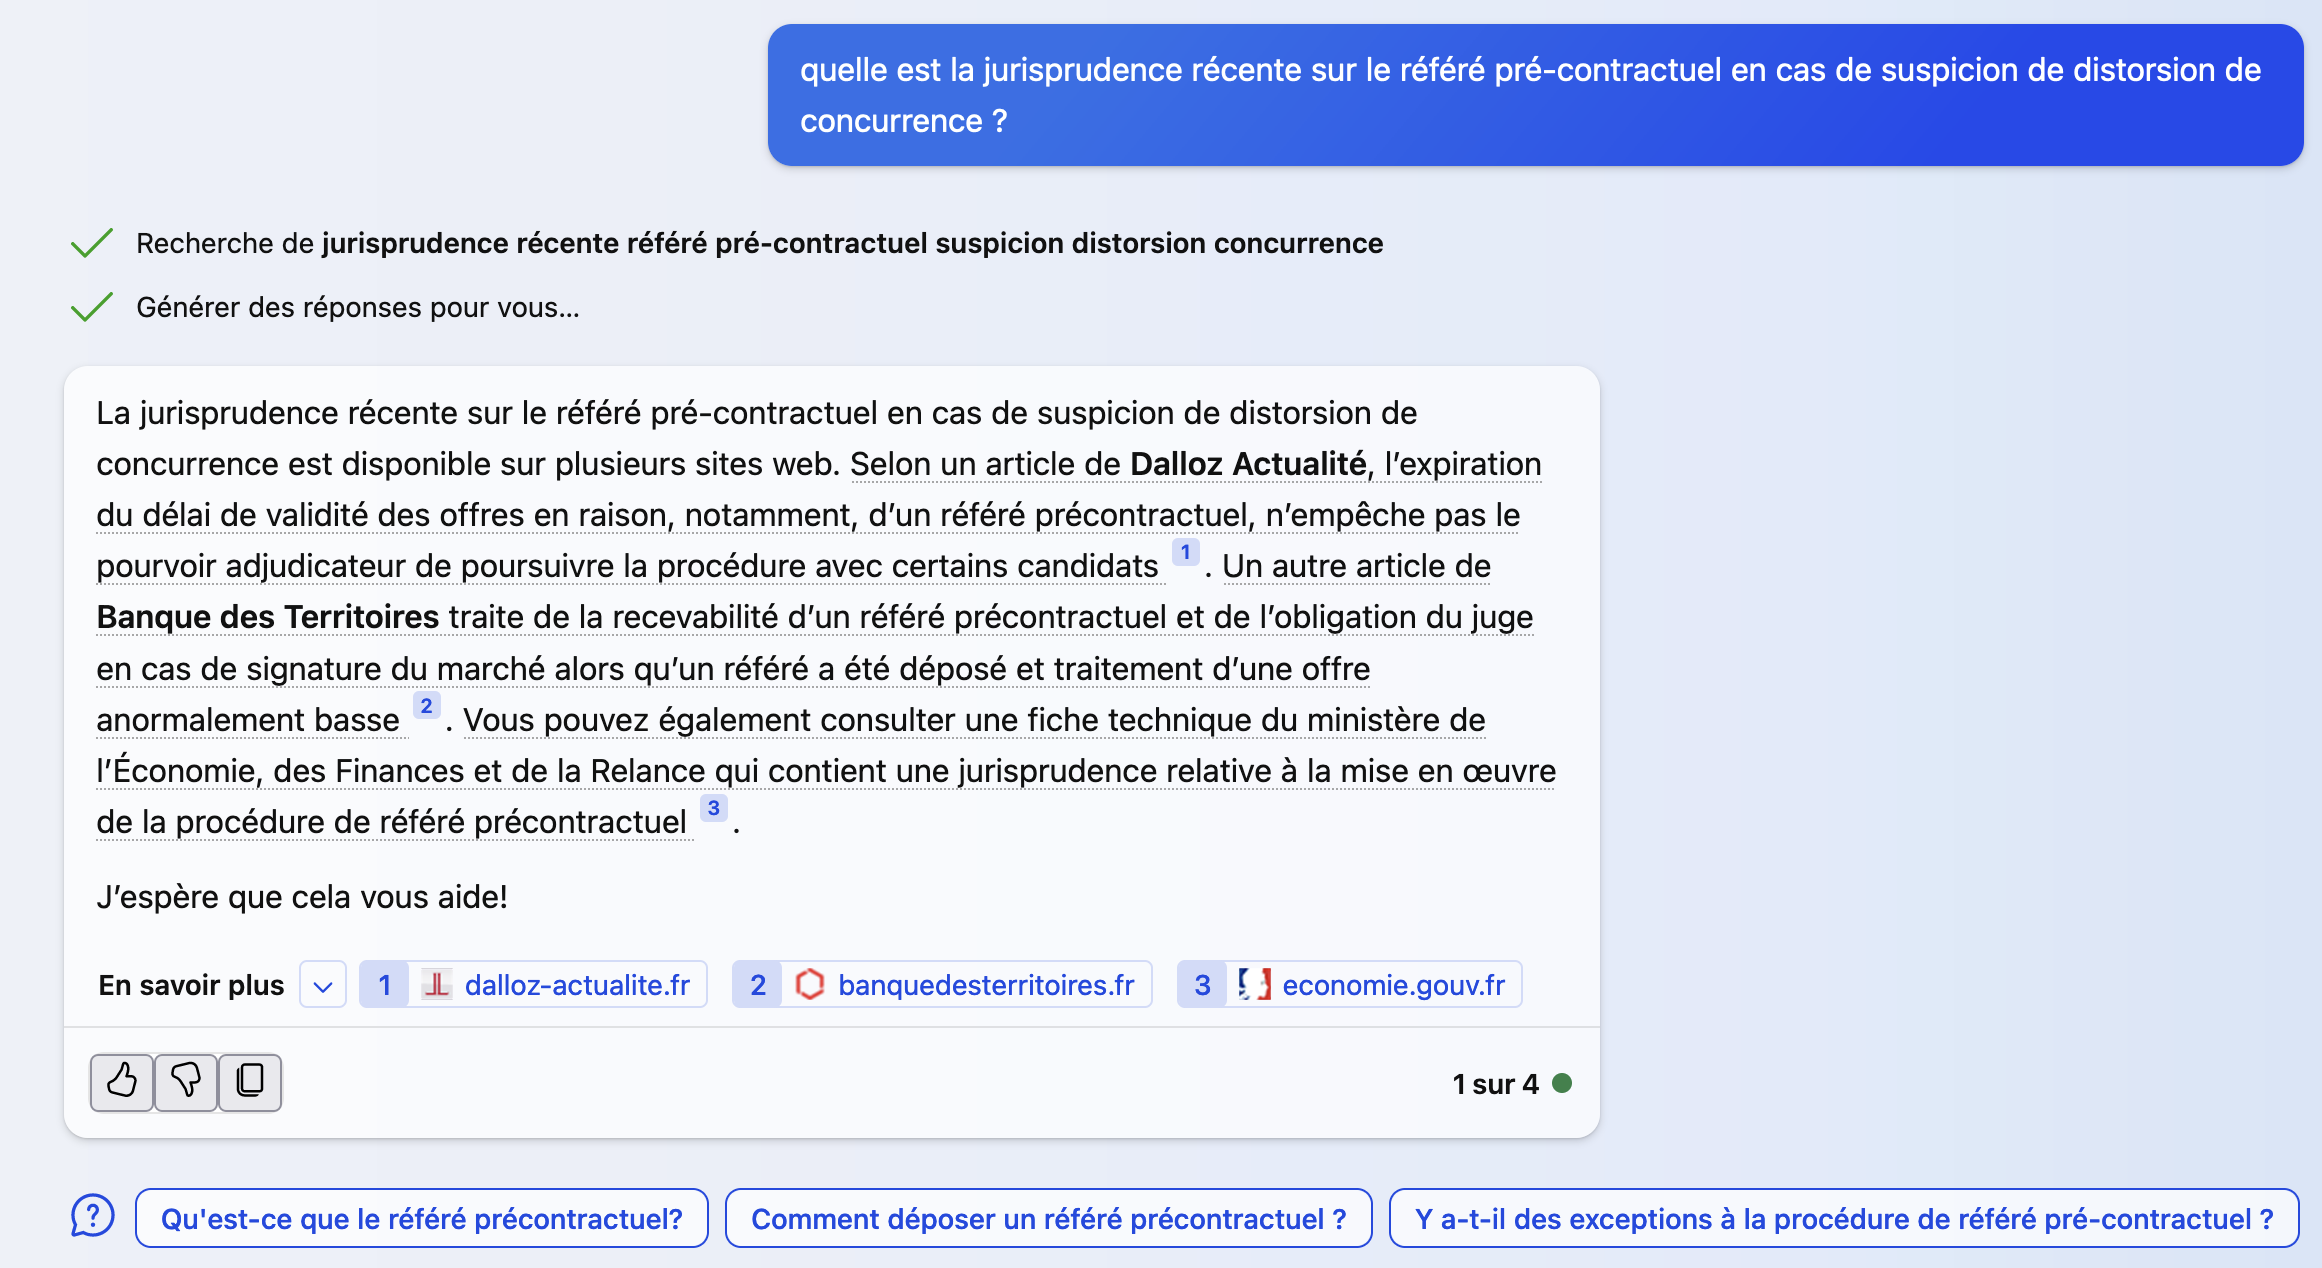 quelle est la jurisprudence récente sur le référé pré-contractuel en cas de suspicion de distorsion de
concurrence ?
Recherche de jurisprudence récente référé pré-contractuel suspicion distorsion concurrence
Générer des réponses pour vous…
La jurisprudence récente sur le référé pré-contractuel en cas de suspicion de distorsion de
concurrence est disponible sur plusieurs sites web. Selon un article de Dalloz Actualité, l’expiration
du délai de validité des offres en raison, notamment, d’un référé précontractuel, n’empêche pas le
pourvoir adjudicateur de poursuivre la procédure avec certains candidats 1 . Un autre article de
Banque des Territoires traite de la recevabilité d’un référé précontractuel et de l’obligation du juge
en cas de signature du marché alors qu’un référé a été déposé et traitement d’une offre
anormalement basse 2 . Vous pouvez également consulter une fiche technique du ministère de
l’Économie, des Finances et de la Relance qui contient une jurisprudence relative à la mise en œuvre
de la procédure de référé précontractuel 3 .
J’espère que cela vous aide!
En savoir plus 1 dalloz-actualite.fr 2 banquedesterritoires.fr 3 economie.gouv.fr
1 sur 4
Qu'est-ce que le référé précontractuel? Comment déposer un référé précontractuel ? Y a-t-il des exceptions à la procédure de référé pré-contractuel ?